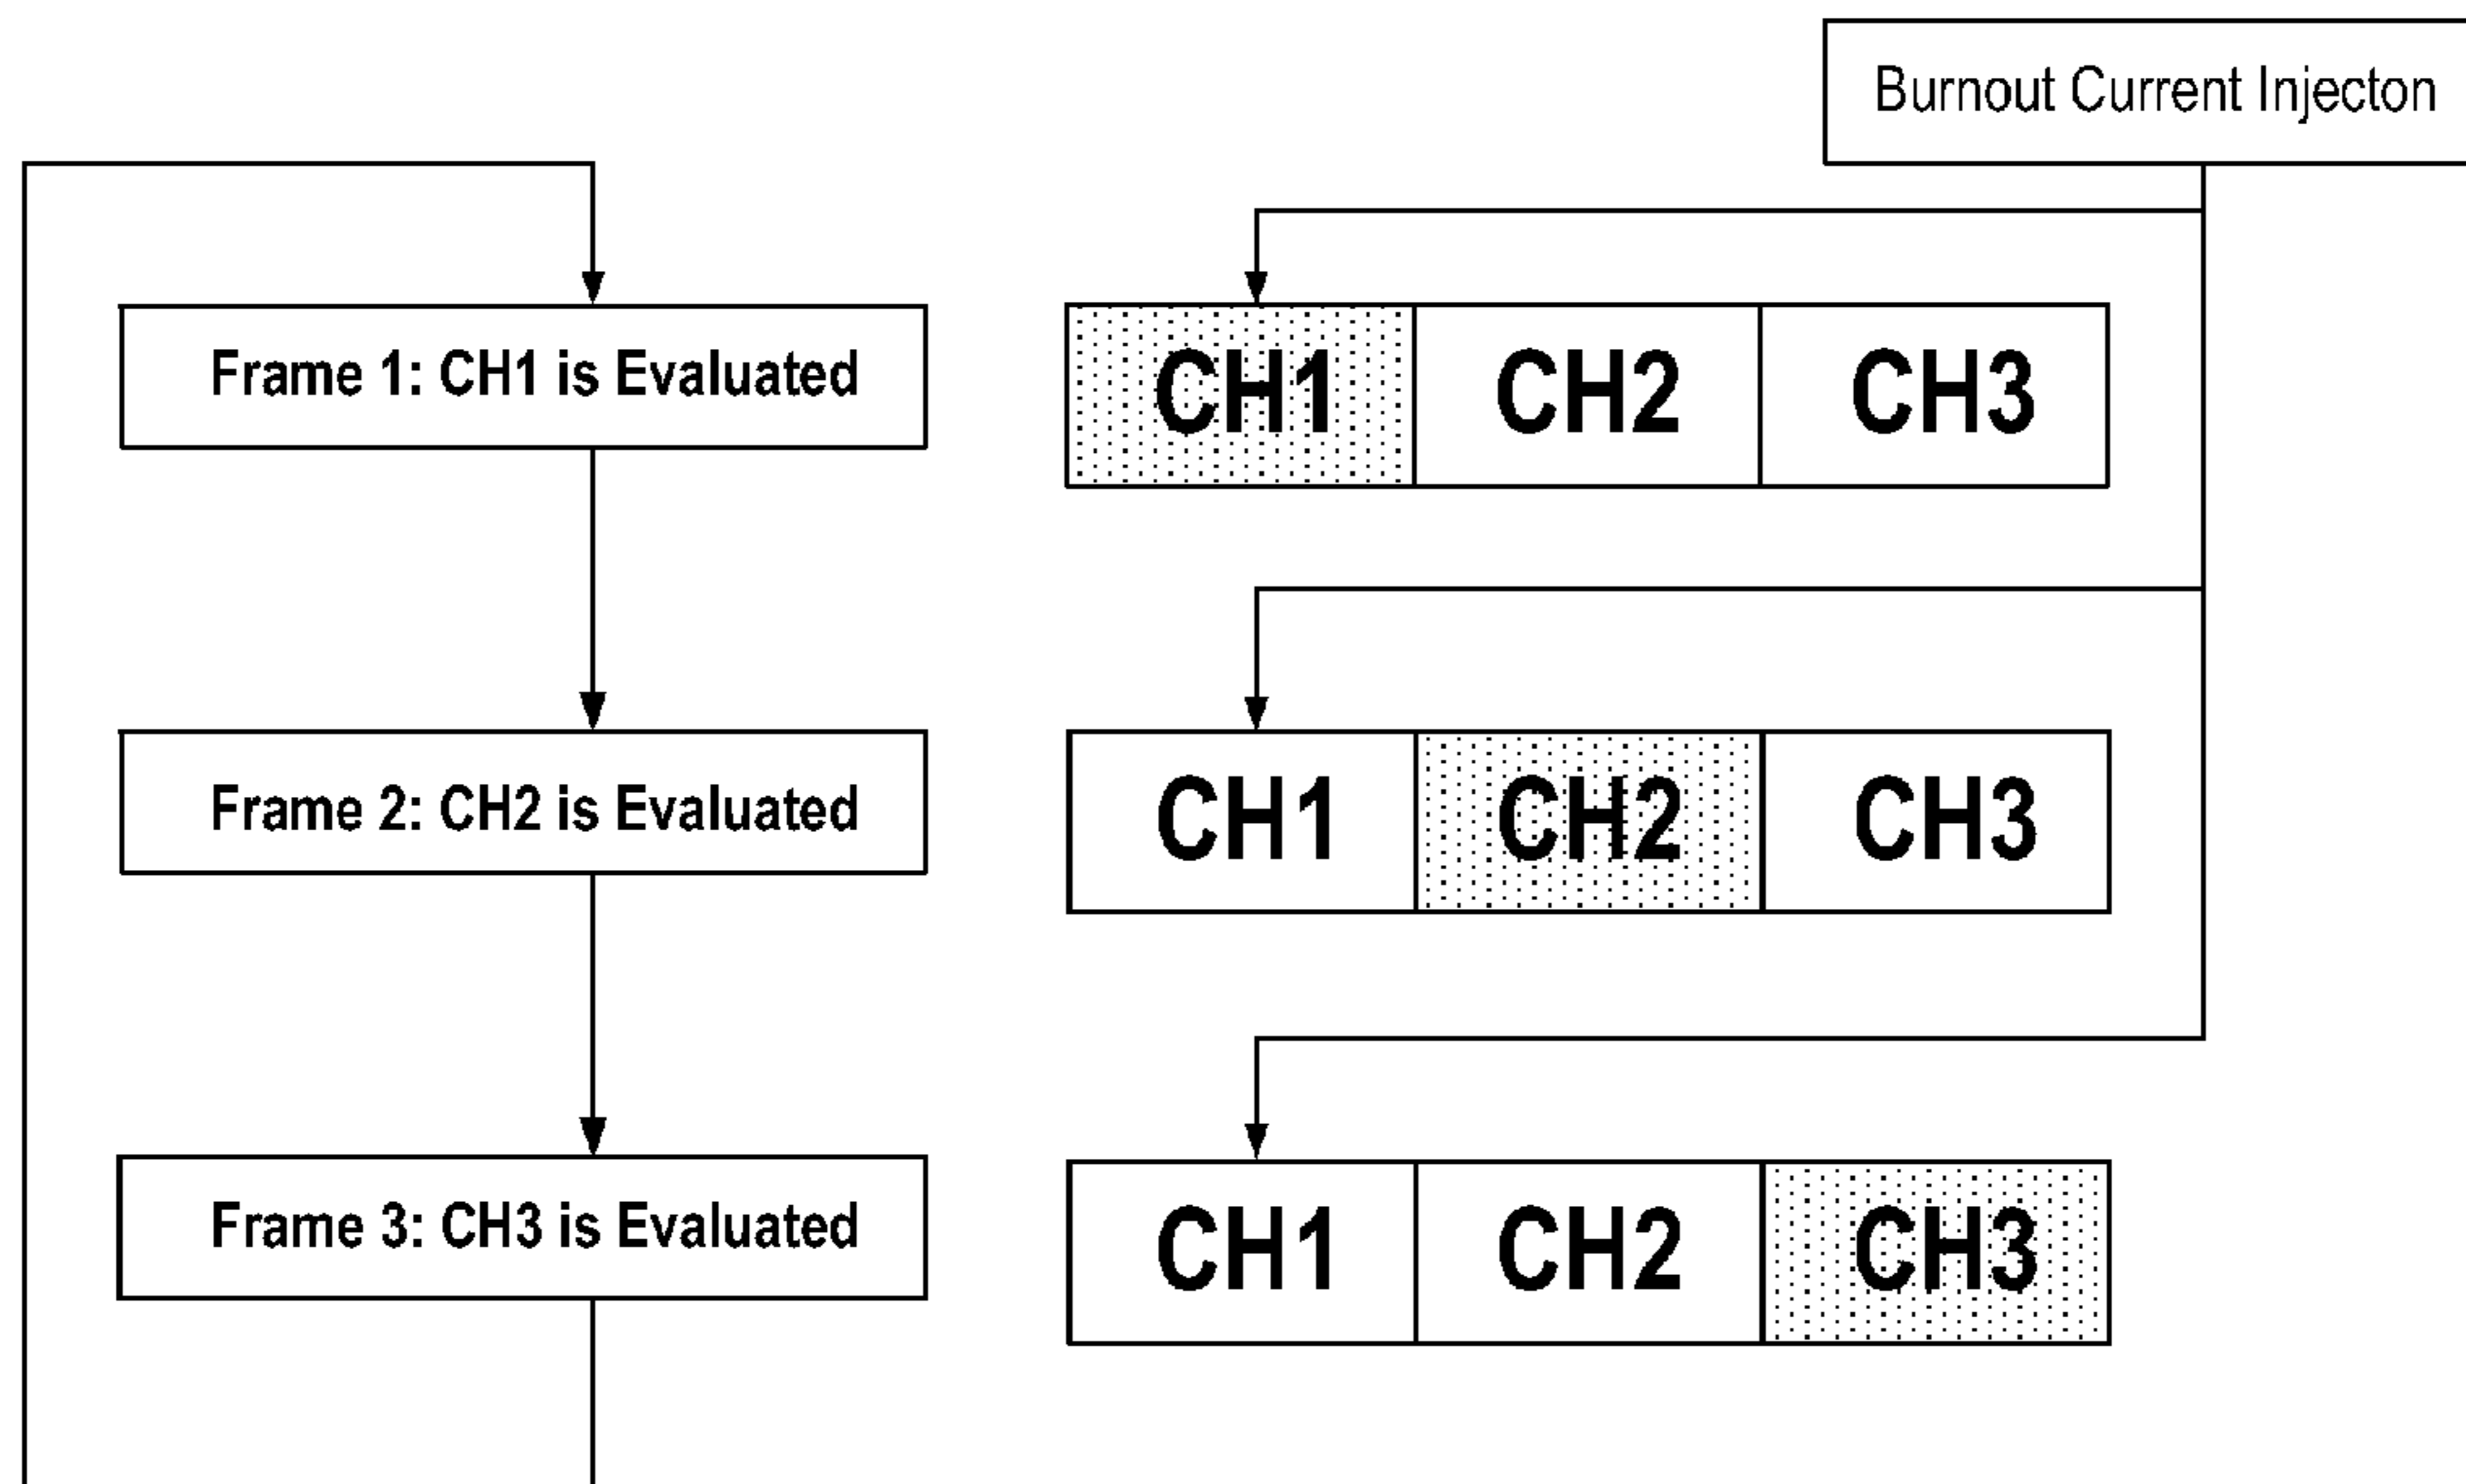 Burnout Current Injecton
Frame 1: CH1 is Evaluated
CH1 CH2 CH3
Frame 2: CH2 is Evaluated
CH1 CH2 CH3
Frame 3: CH3 is Evaluated
CH1 CH2 CH3